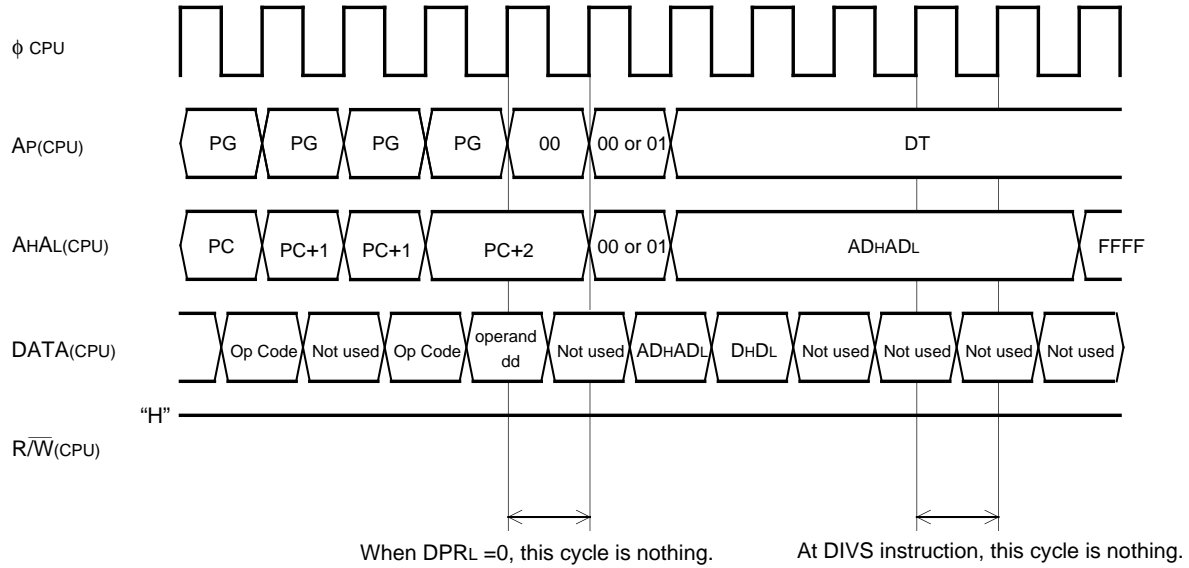 ϕ CPU
AP(CPU) PG PG PG PG 00 00 or 01 DT
AHAL(CPU) PC PC+1 PC+1 PC+2 00 or 01 ADHADL FFFF
DATA(CPU) Op Code Not used Op Code operand dd Not used ADHADL DHDL Not used Not used Not used Not used
“H”
R/W̅(CPU)
When DPRL =0, this cycle is nothing. At DIVS instruction, this cycle is nothing.